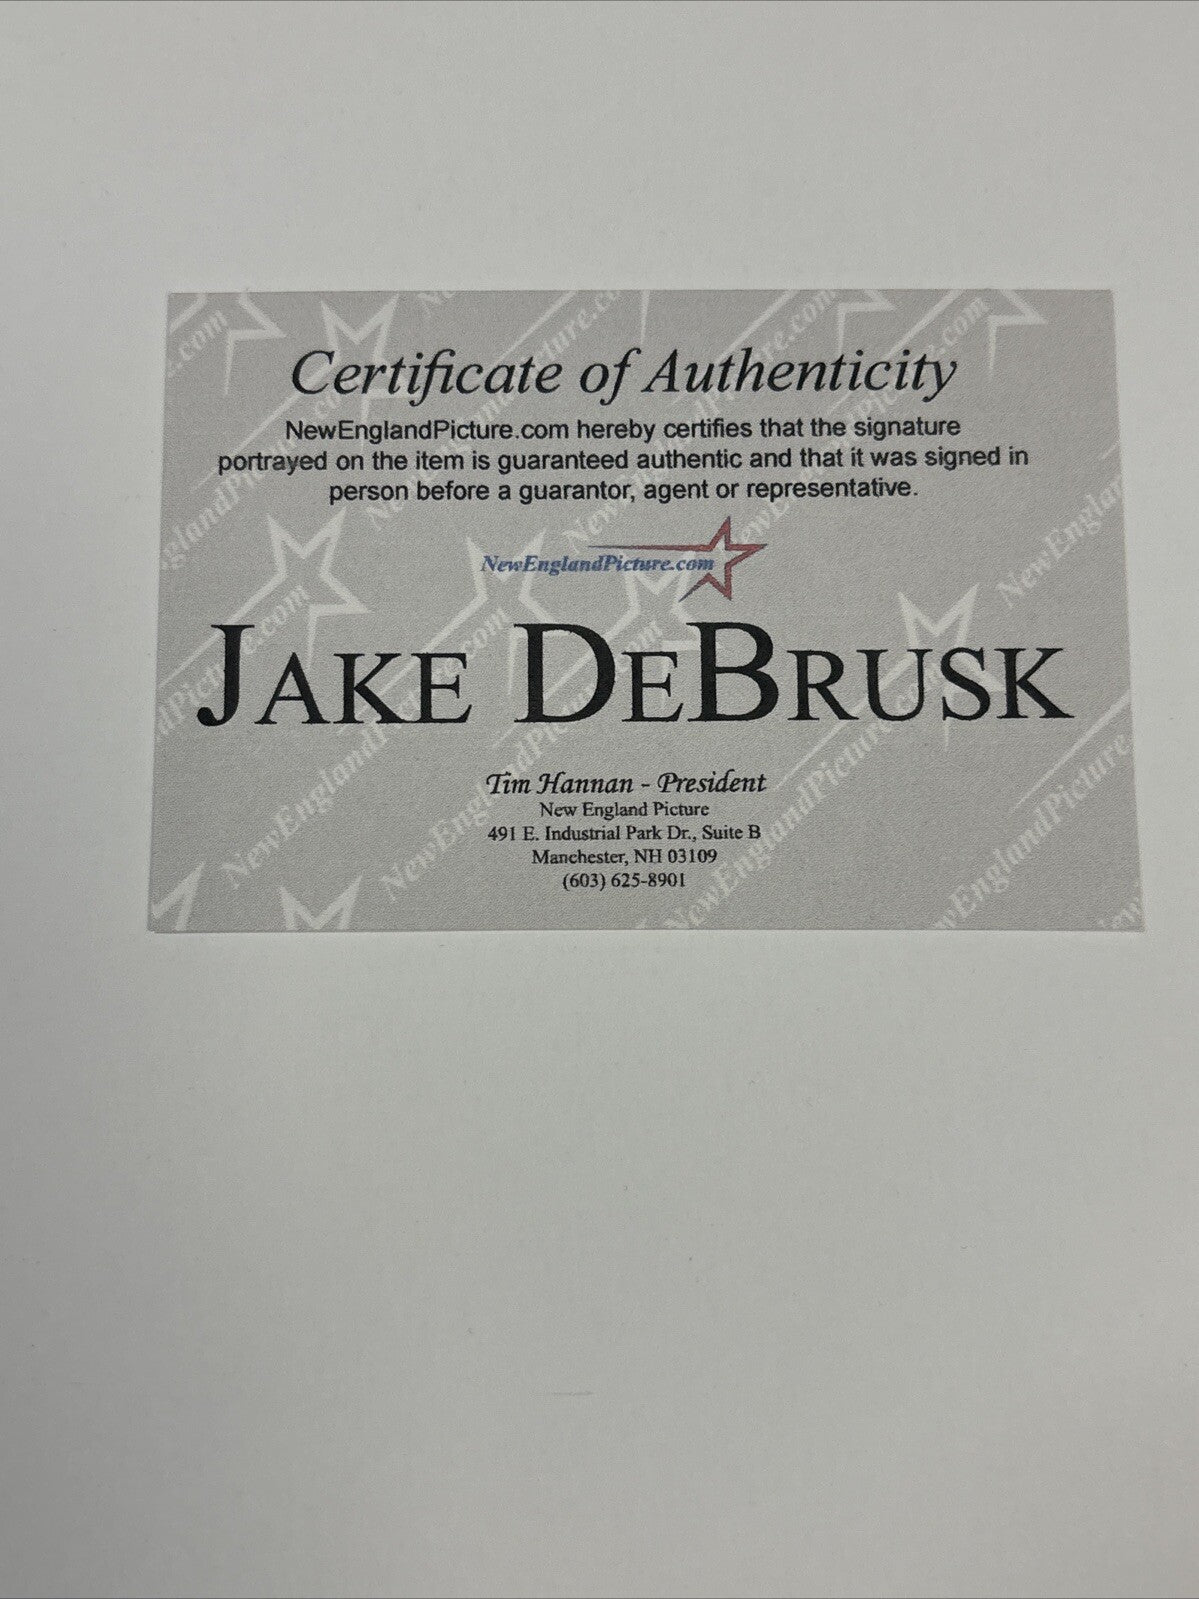 Certificate of Authenticity
NewEnglandPicture.com hereby certifies that the signature
portrayed on the item is guaranteed authentic and that it was signed in
person before a guarantor, agent or representative.
NewEnglandPicture.com
JAKE DEBRUSK
Tim Hannan - President
New England Picture
491 E. Industrial Park Dr., Suite B
Manchester, NH 03109
(603) 625-8901